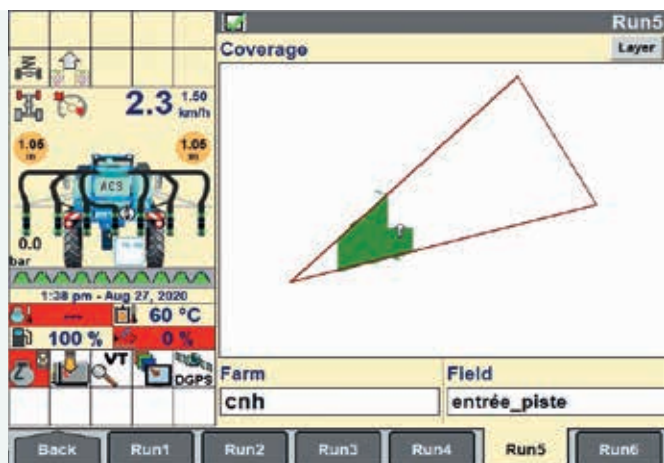 Run5
Coverage
Layer
2.3 1.50 km/h
1.05 m
1.05 m
ACS
0.0
bar
1:38 pm - Aug 27, 2020
--- 60 °C
100 % 0 %
VT
DGPS
Farm
Field
cnh
entrée_piste
Back Run1 Run2 Run3 Run4 Run5 Run6